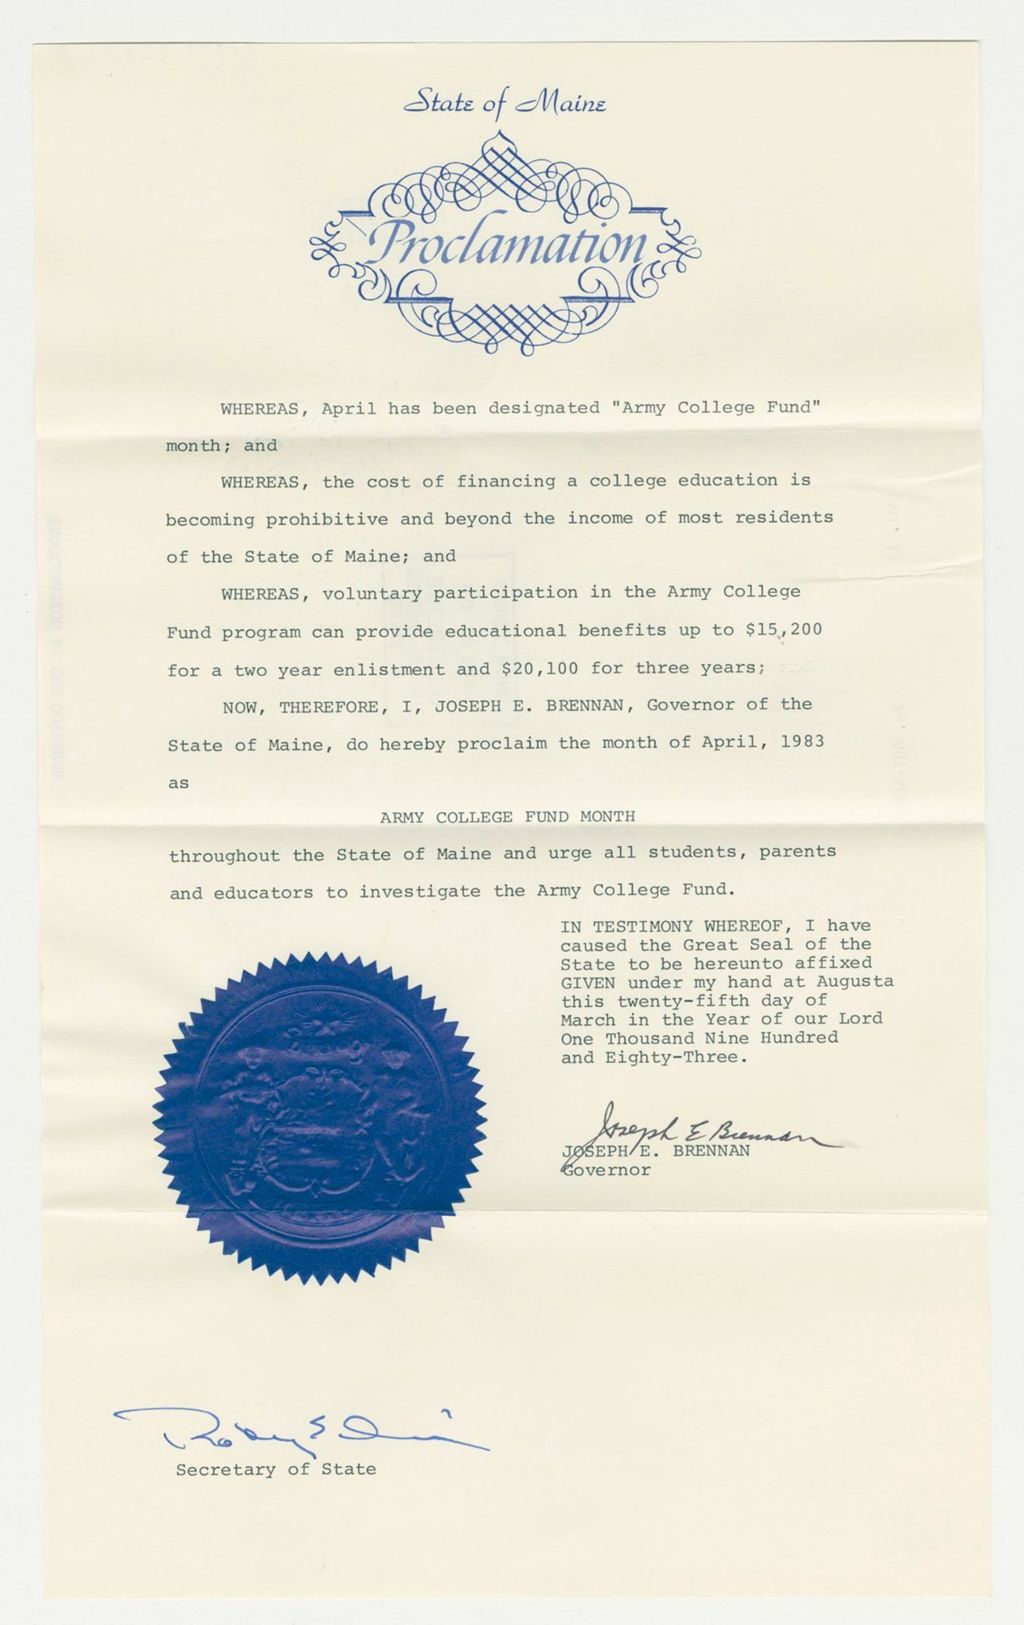 State of Maine
Proclamation
WHEREAS, April has been designated "Army College Fund"
month; and
WHEREAS, the cost of financing a college education is
becoming prohibitive and beyond the income of most residents
of the State of Maine; and
WHEREAS, voluntary participation in the Army College
Fund program can provide educational benefits up to $15,200
for a two year enlistment and $20,100 for three years;
NOW, THEREFORE, I, JOSEPH E. BRENNAN, Governor of the
State of Maine, do hereby proclaim the month of April, 1983
as
ARMY COLLEGE FUND MONTH
throughout the State of Maine and urge all students, parents
and educators to investigate the Army College Fund.
IN TESTIMONY WHEREOF, I have
caused the Great Seal of the
State to be hereunto affixed
GIVEN under my hand at Augusta
this twenty-fifth day of
March in the Year of our Lord
One Thousand Nine Hundred
and Eighty-Three.
Joseph E Brennan
JOSEPH E. BRENNAN
Governor
Secretary of State